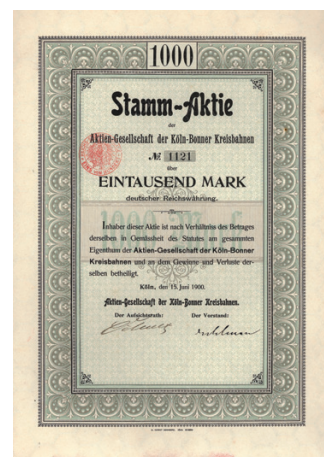 1000
Stamm-Aktie
der
Aktien-Gesellschaft der Köln-Bonner Kreisbahnen
№ 1121
über
EINTAUSEND MARK
deutscher Reichswährung.
Inhaber dieser Aktie ist nach Verhältniss des Betrages
derselben in Gemässheit des Statutes am gesammten
Eigenthum der Aktien-Gesellschaft der Köln-Bonner
Kreisbahnen und an dem Gewinne und Verluste der-
selben betheiligt.
Köln, den 15. Juni 1900.
Aktien-Gesellschaft der Köln-Bonner Kreisbahnen.
Der Aufsichtsrath: Der Vorstand: